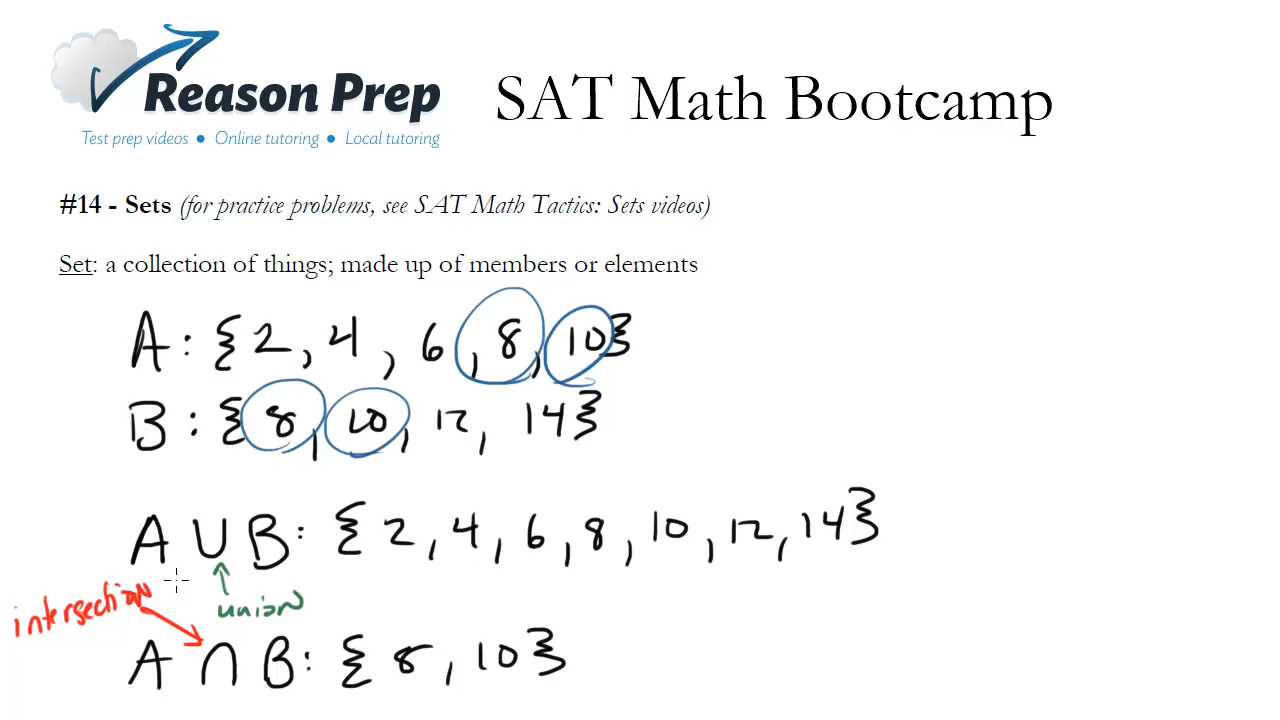 Reason Prep
SAT Math Bootcamp
Test prep videos ● Online tutoring ● Local tutoring
#14 - Sets (for practice problems, see SAT Math Tactics: Sets videos)
Set: a collection of things; made up of members or elements
A: {2, 4, 6, 8, 10}
B: {8, 10, 12, 14}
A ∪ B: {2, 4, 6, 8, 10, 12, 14}
intersection
union
A ∩ B: {8, 10}